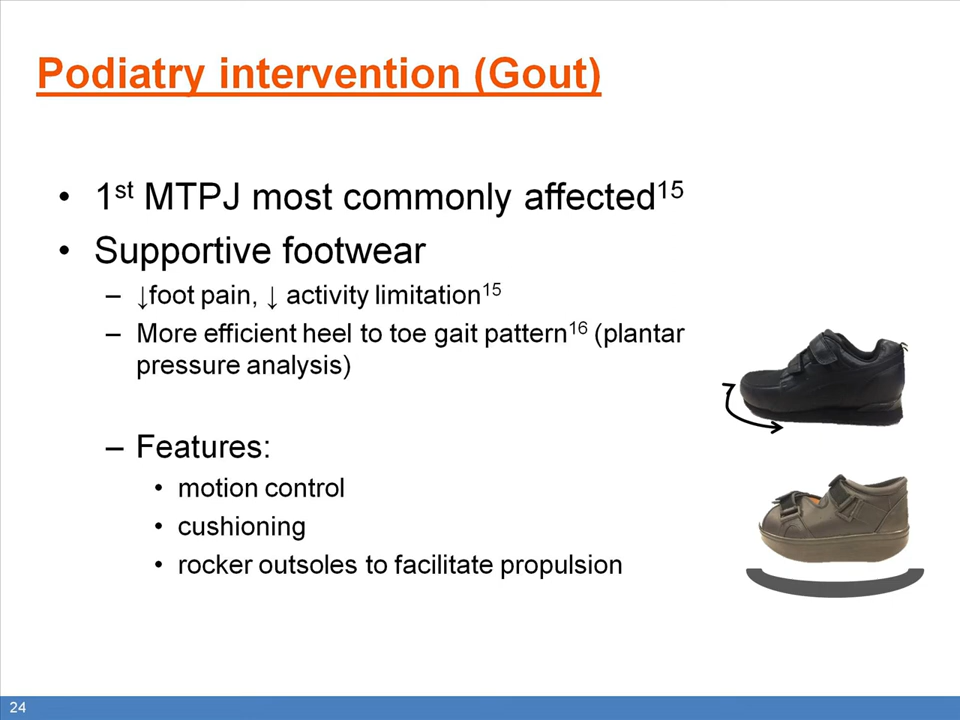 Podiatry intervention (Gout)
• 1st MTPJ most commonly affected15
• Supportive footwear
– ↓foot pain, ↓ activity limitation15
– More efficient heel to toe gait pattern16 (plantar
pressure analysis)
– Features:
• motion control
• cushioning
• rocker outsoles to facilitate propulsion
24